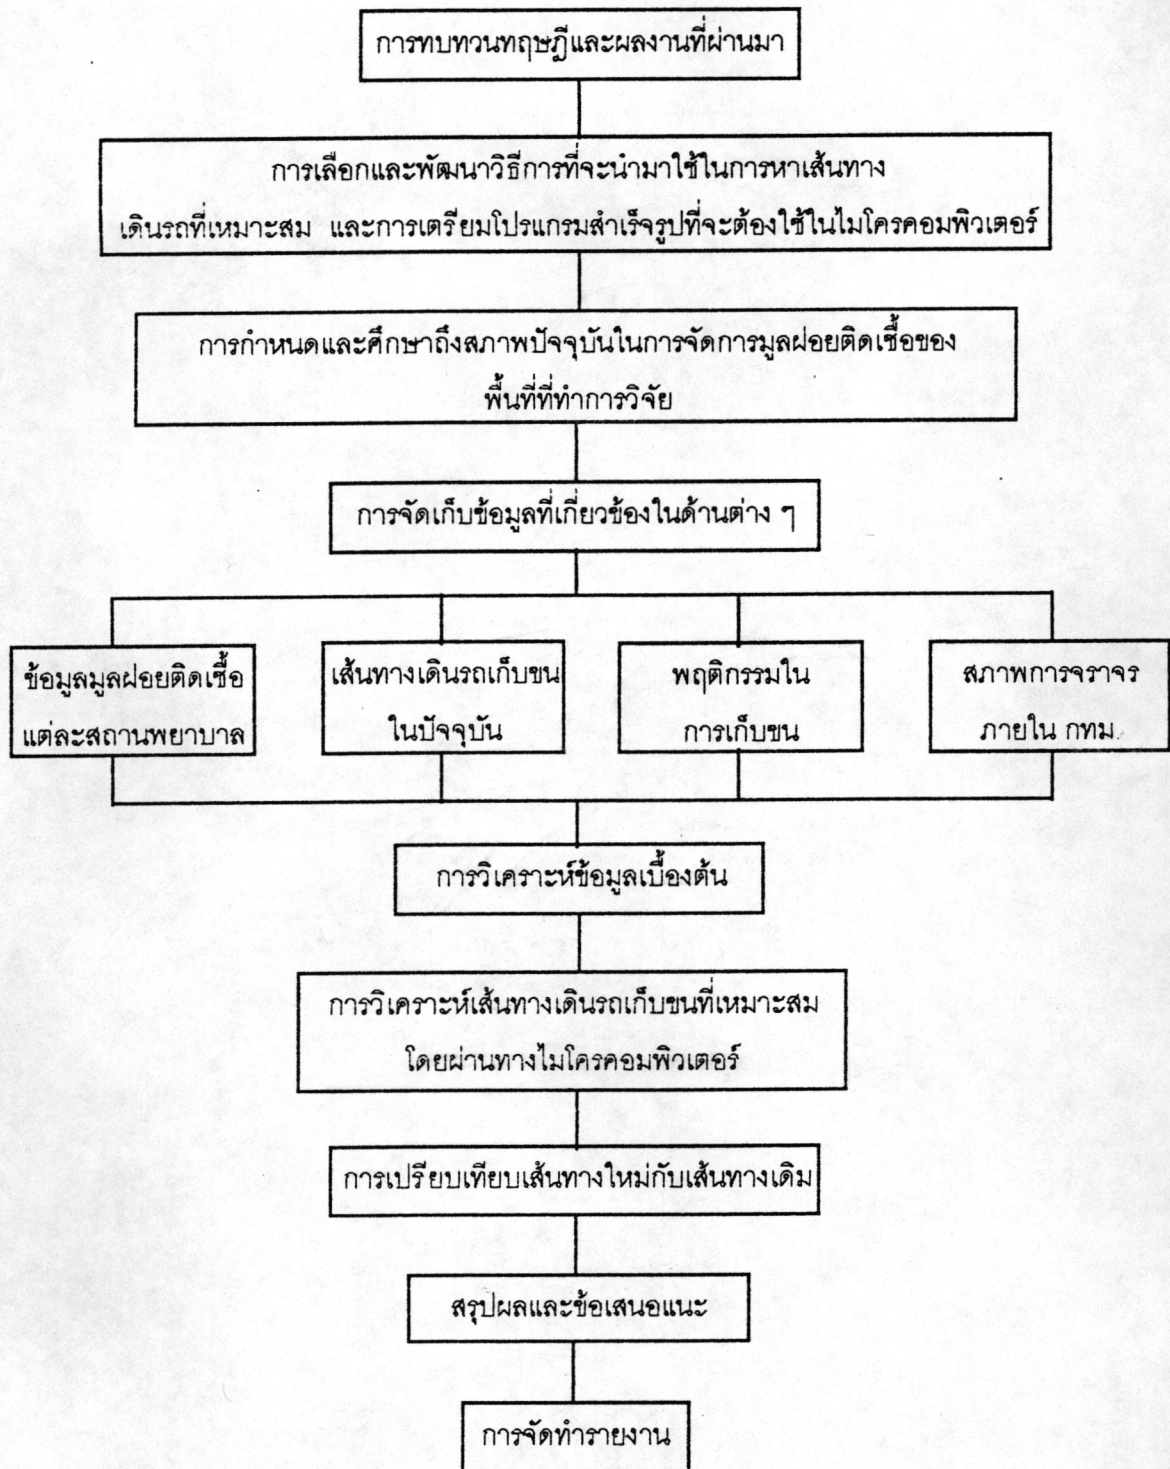 การทบทวนทฤษฎีและผลงานที่ผ่านมา
การเลือกและพัฒนาวิธีการที่จะนำมาใช้ในการหาเส้นทาง
เดินรถที่เหมาะสม และการเตรียมโปรแกรมสำเร็จรูปที่จะต้องใช้ในไมโครคอมพิวเตอร์
การกำหนดและศึกษาถึงสภาพปัจจุบันในการจัดการมูลฝอยติดเชื้อของ
พื้นที่ที่ทำการวิจัย
การจัดเก็บข้อมูลที่เกี่ยวข้องในด้านต่าง ๆ
ข้อมูลมูลฝอยติดเชื้อ
แต่ละสถานพยาบาล
เส้นทางเดินรถเก็บขน
ในปัจจุบัน
พฤติกรรมใน
การเก็บขน
สภาพการจราจร
ภายใน กทม.
การวิเคราะห์ข้อมูลเบื้องต้น
การวิเคราะห์เส้นทางเดินรถเก็บขนที่เหมาะสม
โดยผ่านทางไมโครคอมพิวเตอร์
การเปรียบเทียบเส้นทางใหม่กับเส้นทางเดิม
สรุปผลและข้อเสนอแนะ
การจัดทำรายงาน